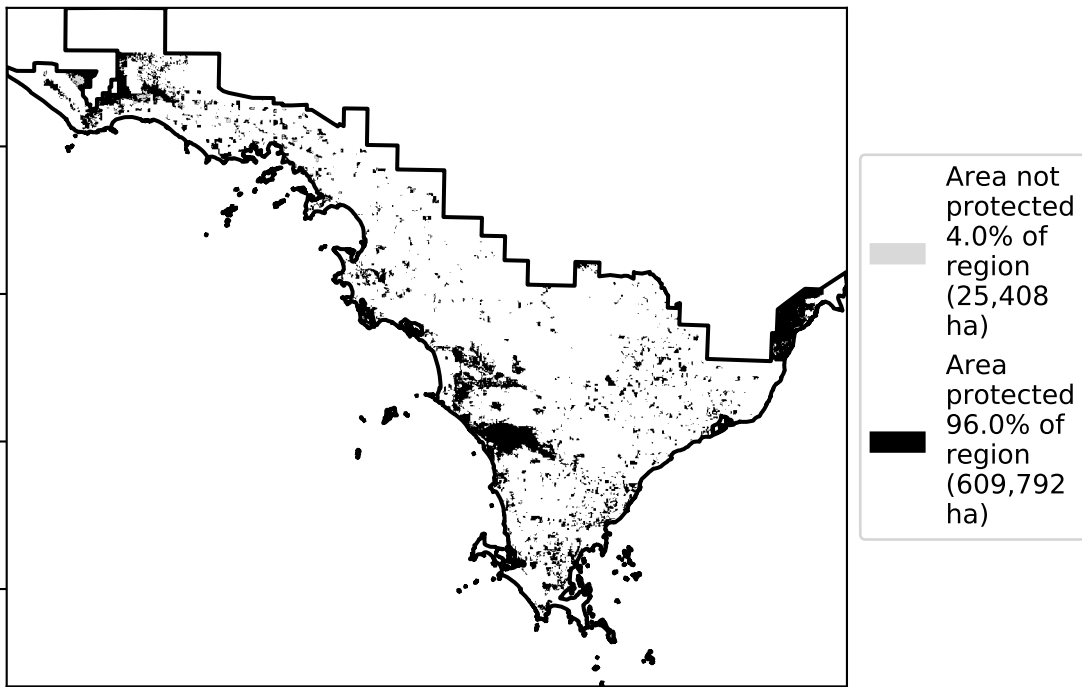 Area not
protected
4.0% of
region
(25,408
ha)
Area
protected
96.0% of
region
(609,792
ha)